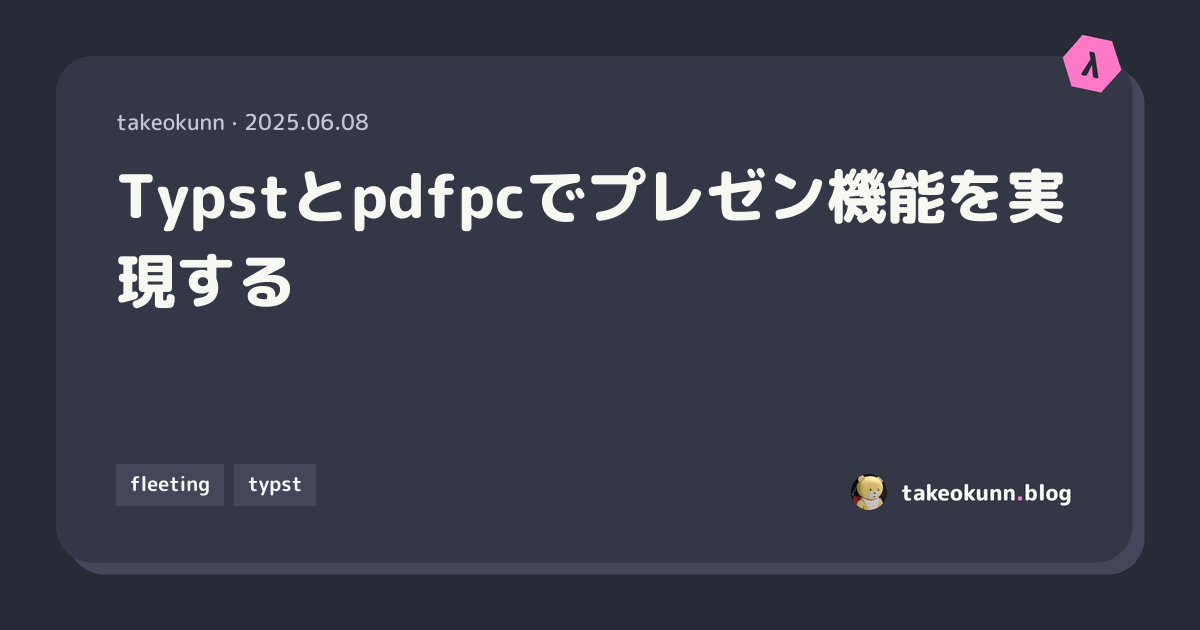 λ
takeokunn · 2025.06.08
Typstとpdfpcでプレゼン機能を実
現する
fleeting
typst
takeokunn.blog